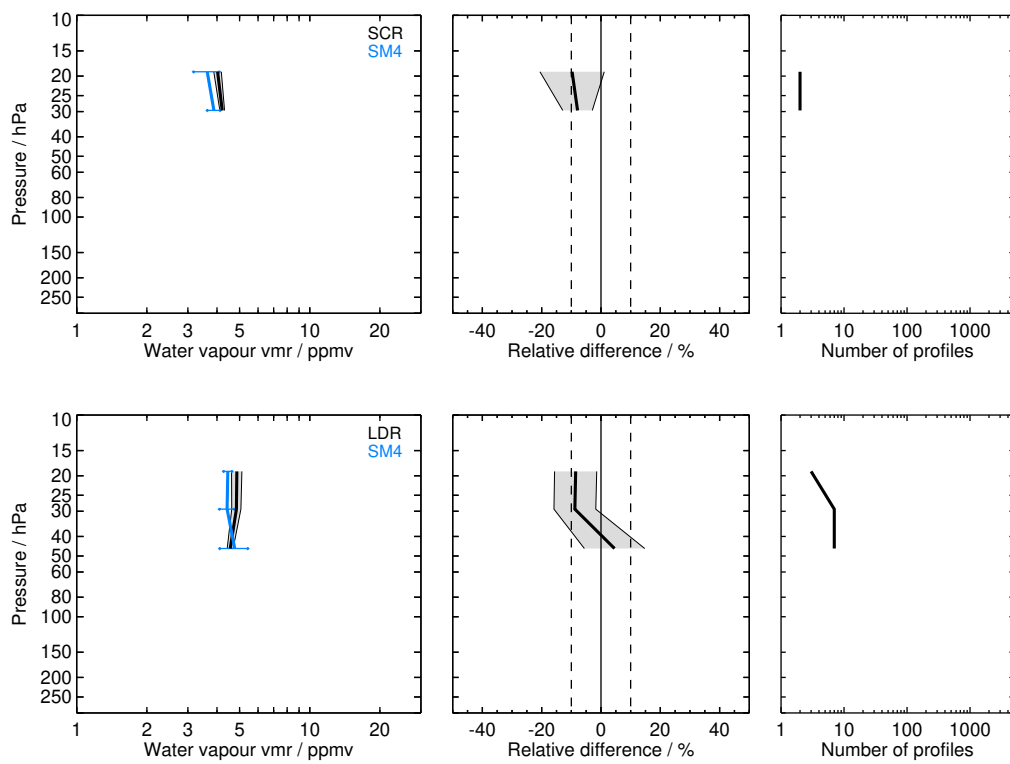 10
15
20
25
30
40
50
60
80
100
150
200
250
Pressure / hPa
SCR
SM4
1 2 3 5 10 20
Water vapour vmr / ppmv
-40 -20 0 20 40
Relative difference / %
1 10 100 1000
Number of profiles
10
15
20
25
30
40
50
60
80
100
150
200
250
Pressure / hPa
LDR
SM4
1 2 3 5 10 20
Water vapour vmr / ppmv
-40 -20 0 20 40
Relative difference / %
1 10 100 1000
Number of profiles